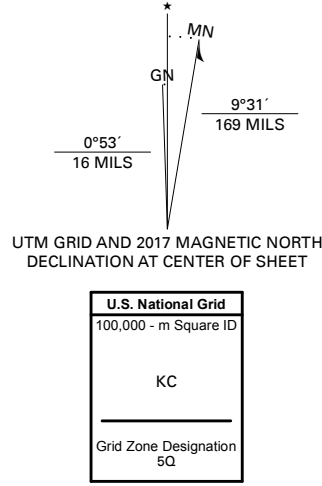 ★
MN
GN
9°31´
169 MILS
0°53´
16 MILS
UTM GRID AND 2017 MAGNETIC NORTH
DECLINATION AT CENTER OF SHEET
U.S. National Grid
100,000 - m Square ID
KC
Grid Zone Designation
5Q